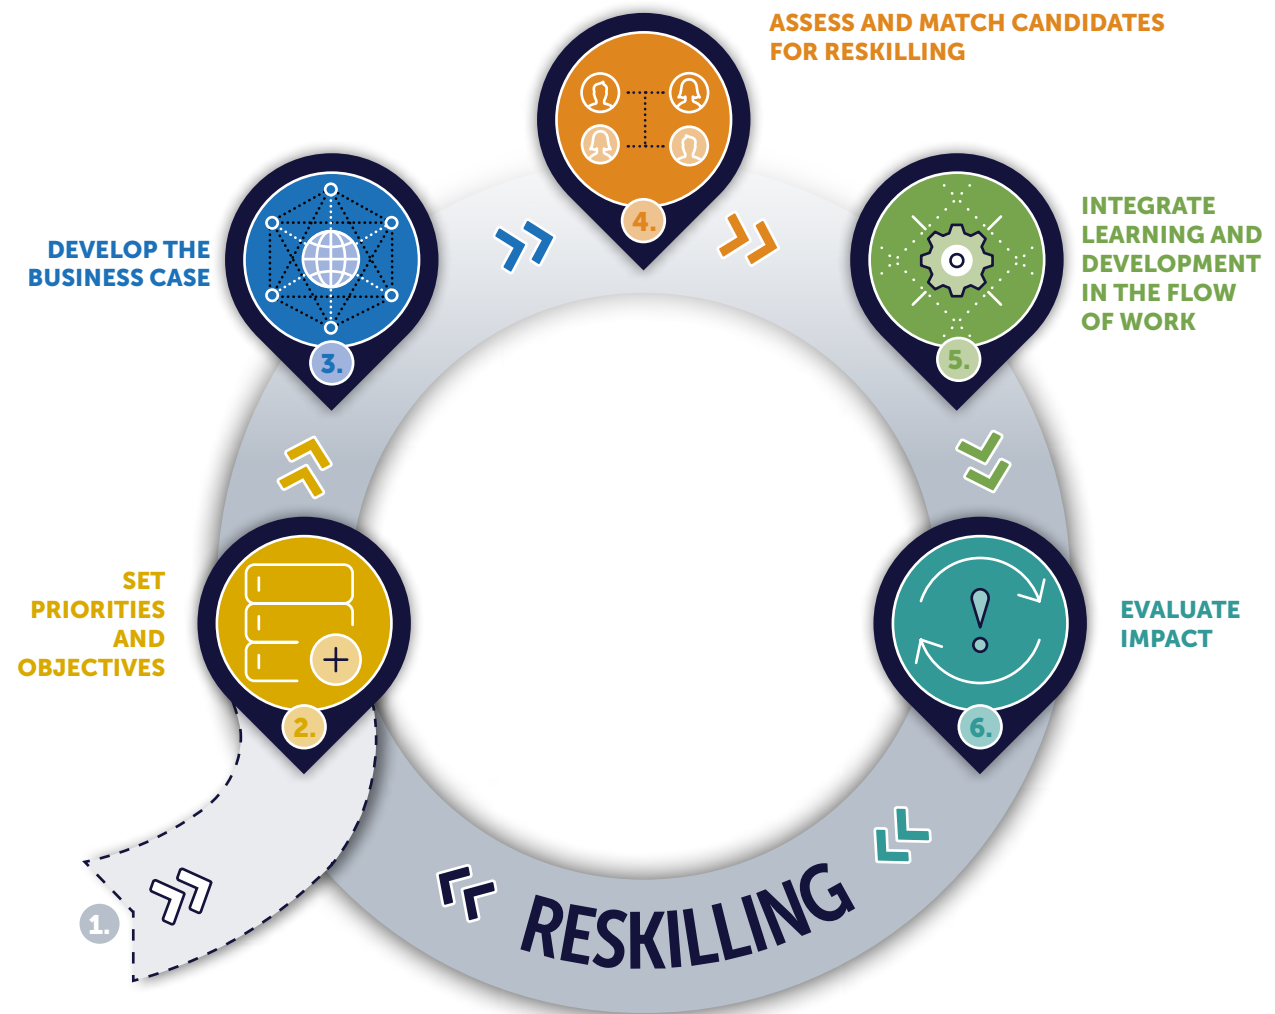 1.
SET
PRIORITIES
AND
OBJECTIVES
2.
DEVELOP THE
BUSINESS CASE
3.
ASSESS AND MATCH CANDIDATES
FOR RESKILLING
4.
INTEGRATE
LEARNING AND
DEVELOPMENT
IN THE FLOW
OF WORK
5.
EVALUATE
IMPACT
6.
RESKILLING